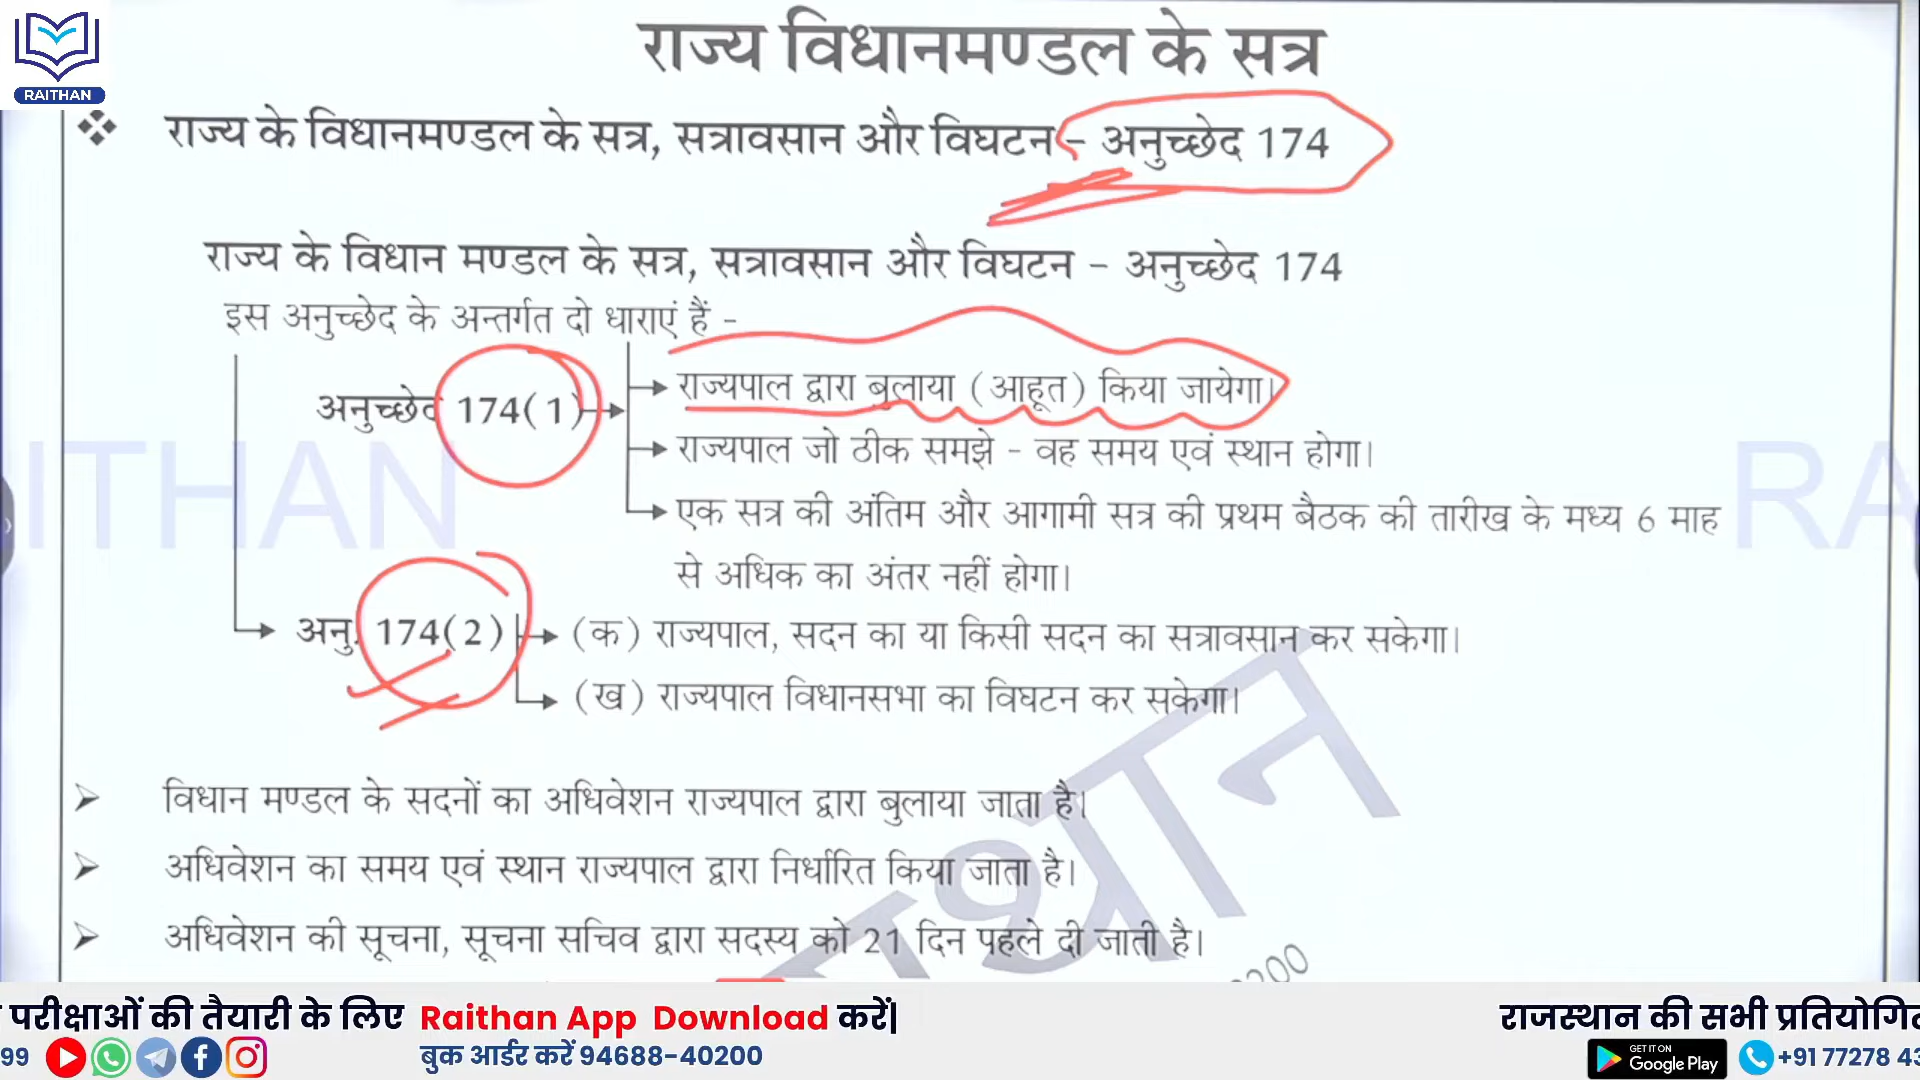 राज्य विधानमण्डल के सत्र
RAITHAN
❖ राज्य के विधानमण्डल के सत्र, सत्रावसान और विघटन – अनुच्छेद 174
राज्य के विधान मण्डल के सत्र, सत्रावसान और विघटन – अनुच्छेद 174
इस अनुच्छेद के अन्तर्गत दो धाराएं हैं -
अनुच्छेद 174(1)
राज्यपाल द्वारा बुलाया (आहूत) किया जायेगा।
राज्यपाल जो ठीक समझे - वह समय एवं स्थान होगा।
एक सत्र की अंतिम और आगामी सत्र की प्रथम बैठक की तारीख के मध्य 6 माह
से अधिक का अंतर नहीं होगा।
अनु. 174(2)
(क) राज्यपाल, सदन का या किसी सदन का सत्रावसान कर सकेगा।
(ख) राज्यपाल विधानसभा का विघटन कर सकेगा।
विधान मण्डल के सदनों का अधिवेशन राज्यपाल द्वारा बुलाया जाता है।
अधिवेशन का समय एवं स्थान राज्यपाल द्वारा निर्धारित किया जाता है।
अधिवेशन की सूचना, सूचना सचिव द्वारा सदस्य को 21 दिन पहले दी जाती है।
परीक्षाओं की तैयारी के लिए Raithan App Download करें|
राजस्थान की सभी
99
बुक आर्डर करें 94688-40200
GET IT ON
Google Play
+91 77278